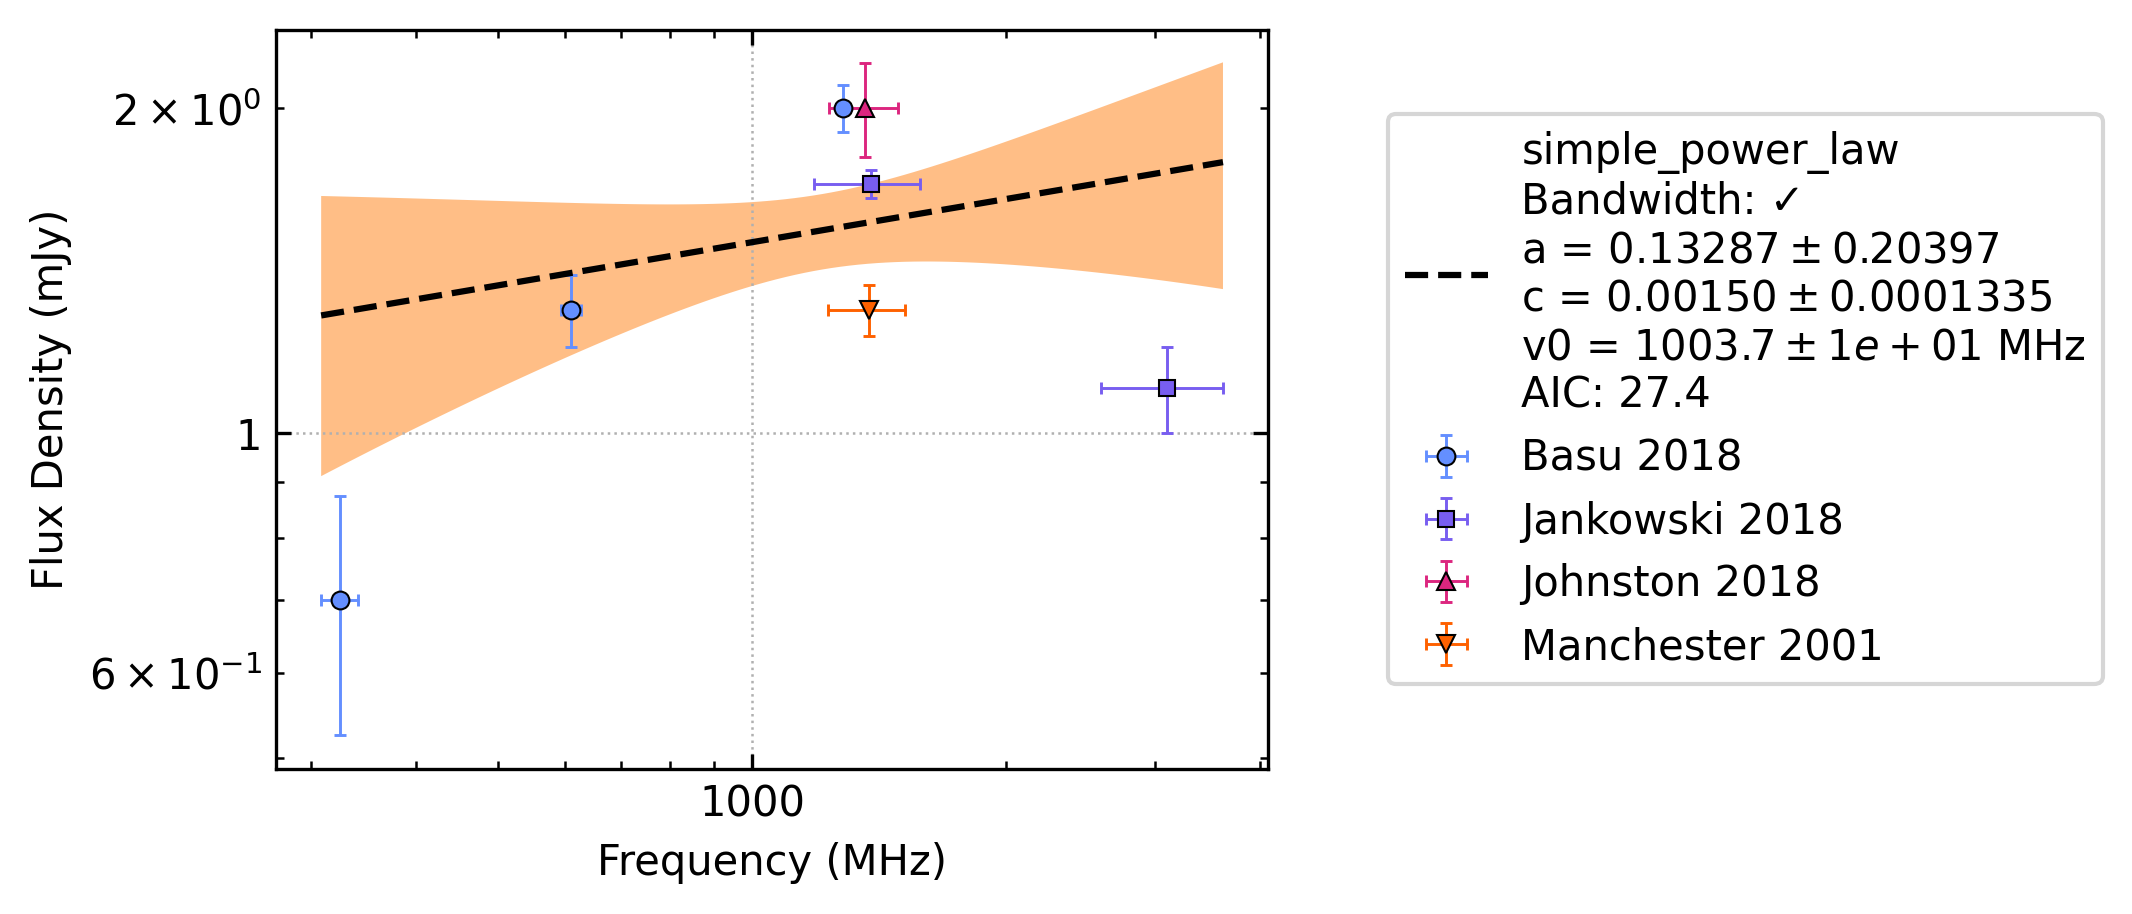 2 × 10⁰
1
6 × 10⁻¹
Flux Density (mJy)
1000
Frequency (MHz)
simple_power_law
Bandwidth: ✓
a = 0.13287 ± 0.20397
c = 0.00150 ± 0.0001335
v0 = 1003.7 ± 1e + 01 MHz
AIC: 27.4
Basu 2018
Jankowski 2018
Johnston 2018
Manchester 2001